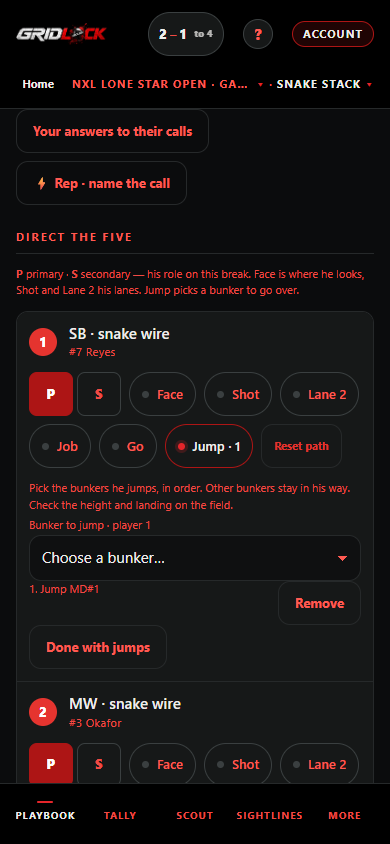 GRIDLOCK
2 – 1 to 4
?
ACCOUNT
Home
NXL LONE STAR OPEN · GA... ▾ · SNAKE STACK ▾
Your answers to their calls
⚡ Rep · name the call
DIRECT THE FIVE
P primary · S secondary — his role on this break. Face is where he looks,
Shot and Lane 2 his lanes. Jump picks a bunker to go over.
1
SB · snake wire
#7 Reyes
P
S
Face
Shot
Lane 2
Job
Go
Jump · 1
Reset path
Pick the bunkers he jumps, in order. Other bunkers stay in his way.
Check the height and landing on the field.
Bunker to jump · player 1
Choose a bunker...
1. Jump MD#1
Remove
Done with jumps
2
MW · snake wire
#3 Okafor
P
S
Face
Shot
Lane 2
PLAYBOOK
TALLY
SCOUT
SIGHTLINES
MORE